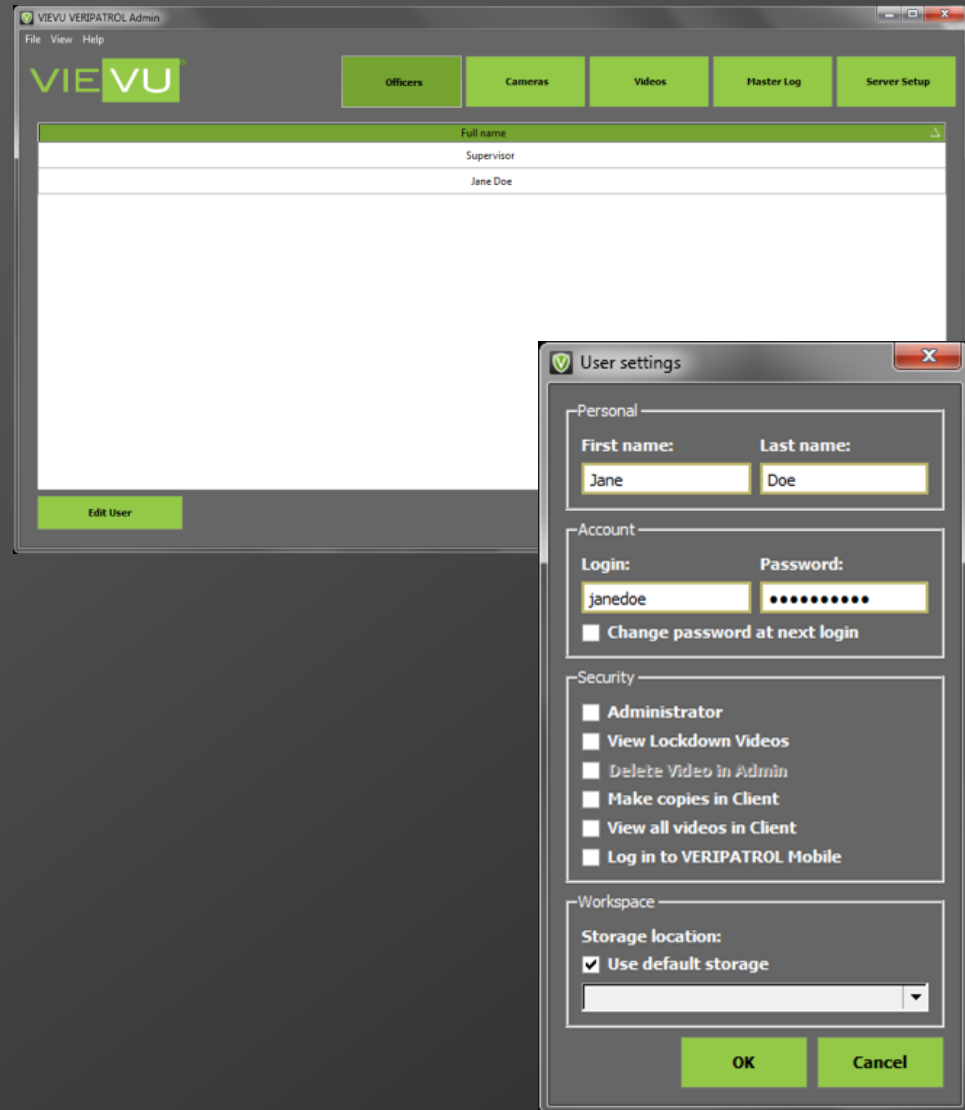 VIEVU VERIPATROL Admin
File View Help
VIEVU®
Officers Cameras Videos Master Log Server Setup
Full name
Supervisor
Jane Doe
Edit User
User settings
Personal
First name: Last name:
Jane Doe
Account
Login: Password:
janedoe ••••••••••
Change password at next login
Security
Administrator
View Lockdown Videos
Delete Video in Admin
Make copies in Client
View all videos in Client
Log in to VERIPATROL Mobile
Workspace
Storage location:
Use default storage
OK Cancel